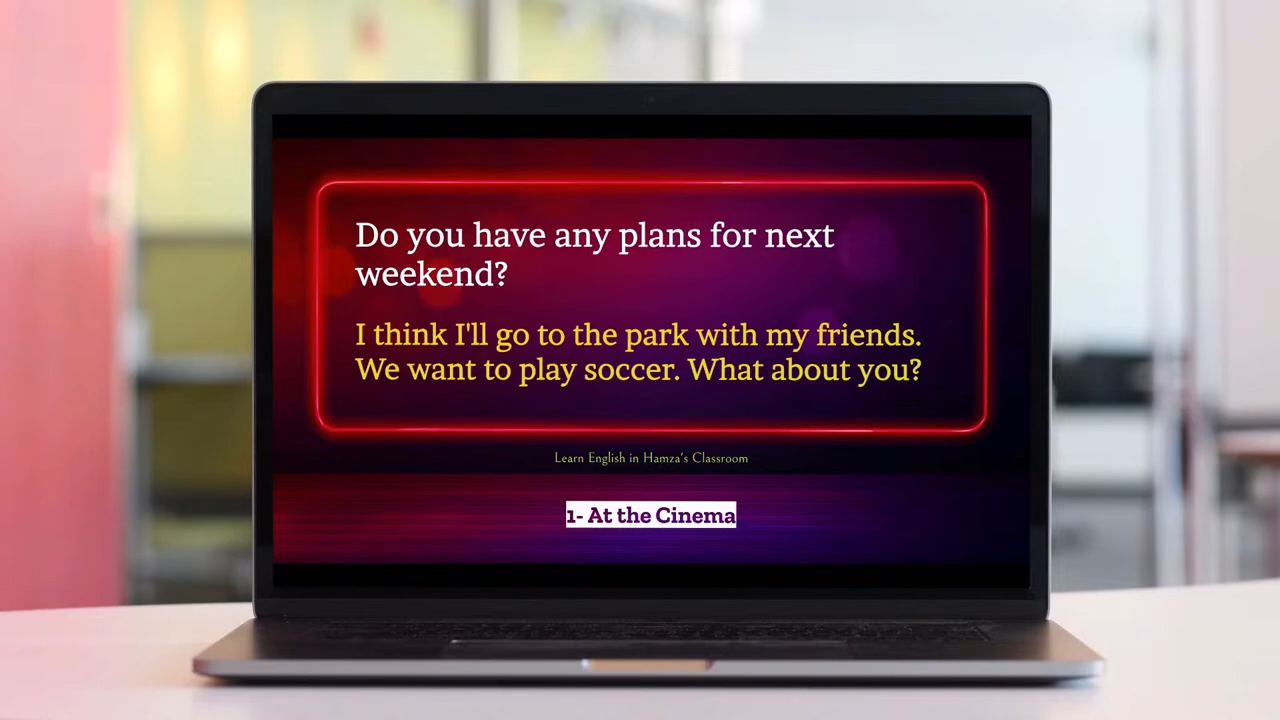 Do you have any plans for next
weekend?
I think I'll go to the park with my friends.
We want to play soccer. What about you?
Learn English in Hamza's Classroom
1- At the Cinema